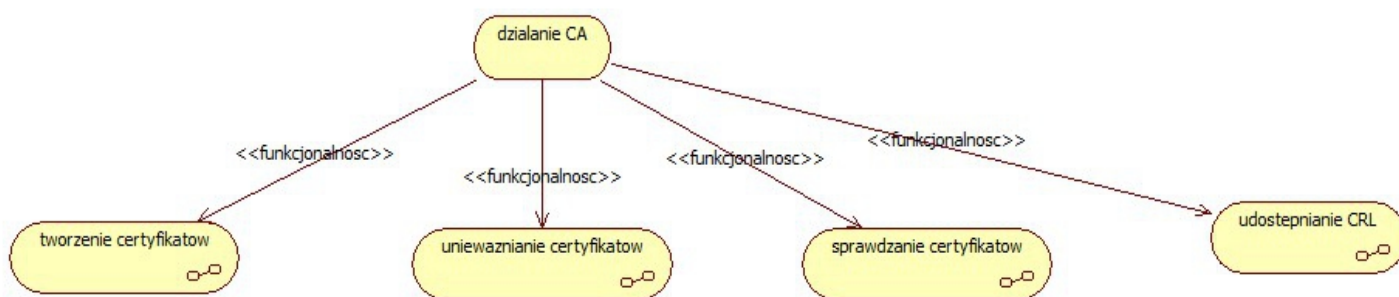 dzialanie CA
<<funkcjonalnosc>>
<<funkcjonalnosc>>
<<funkcjonalnosc>>
<<funkcjonalnosc>>
tworzenie certyfikatow
uniewaznianie certyfikatow
sprawdzanie certyfikatow
udostepnianie CRL